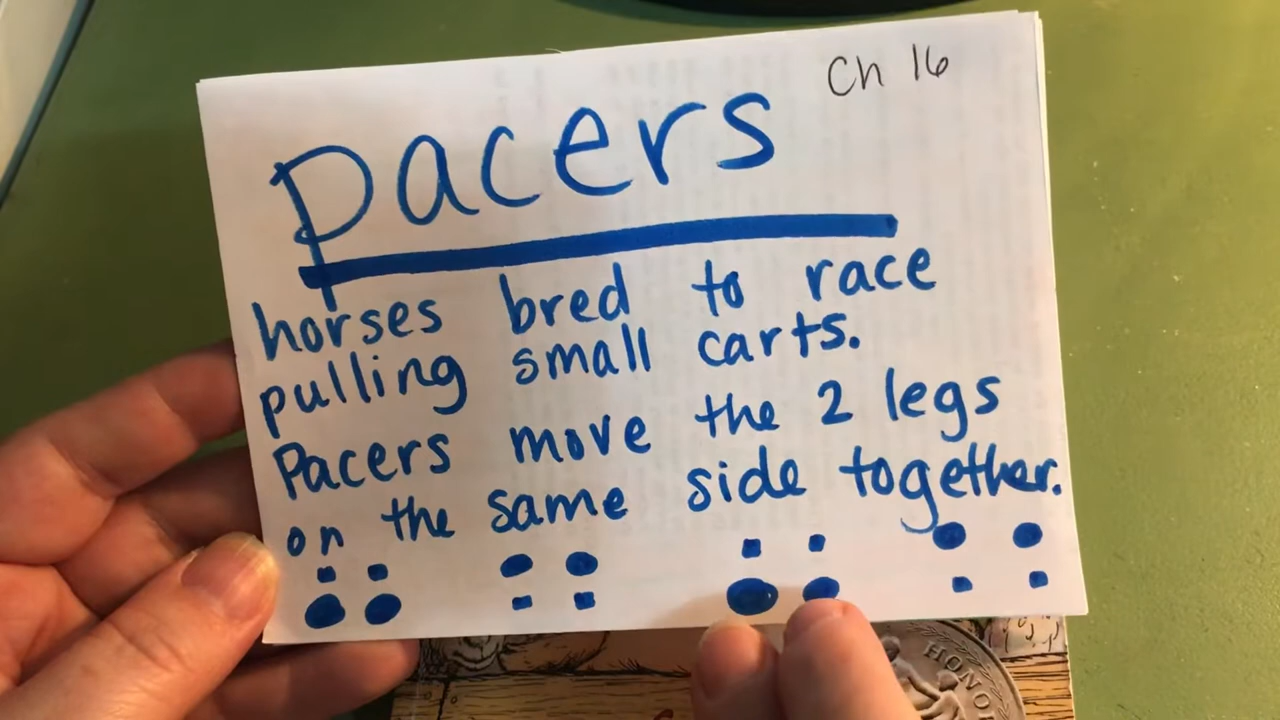 Ch 16
pacers
horses bred to race
pulling small carts.
Pacers move the 2 legs
on the same side together.
HONOR